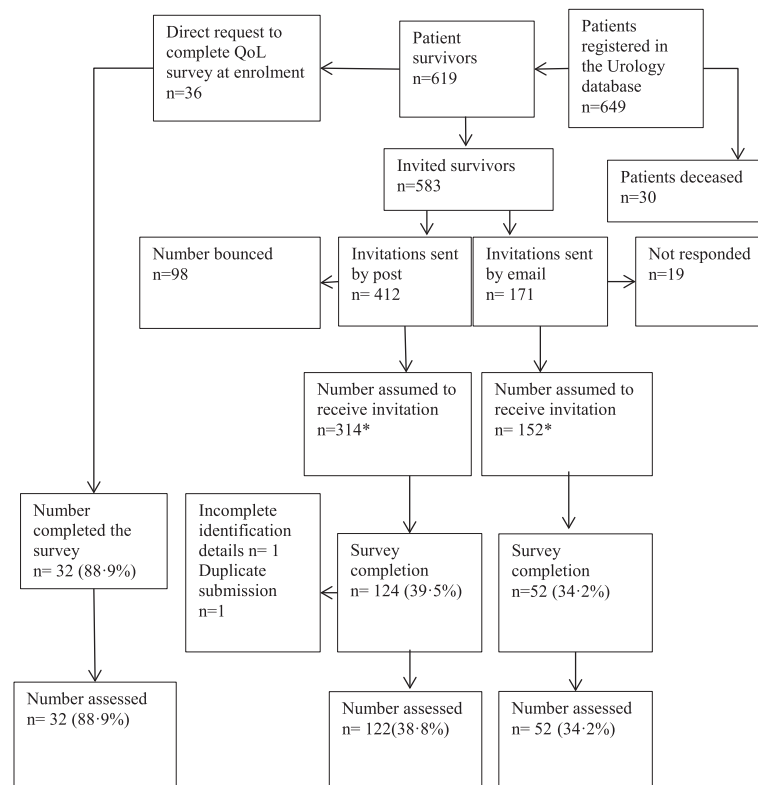 Direct request to
complete QoL
survey at enrolment
n=36
Patient
survivors
n=619
Patients
registered in
the Urology
database
n=649
Invited survivors
n=583
Patients deceased
n=30
Number bounced
n=98
Invitations sent
by post
n= 412
Invitations sent
by email
n= 171
Not responded
n=19
Number assumed to
receive invitation
n=314*
Number assumed to
receive invitation
n= 152*
Number
completed the
survey
n= 32 (88·9%)
Incomplete
identification
details n= 1
Duplicate
submission
n=1
Survey
completion
n= 124 (39·5%)
Survey
completion
n=52 (34·2%)
Number assessed
n= 32 (88·9%)
Number assessed
n= 122(38·8%)
Number assessed
n= 52 (34·2%)